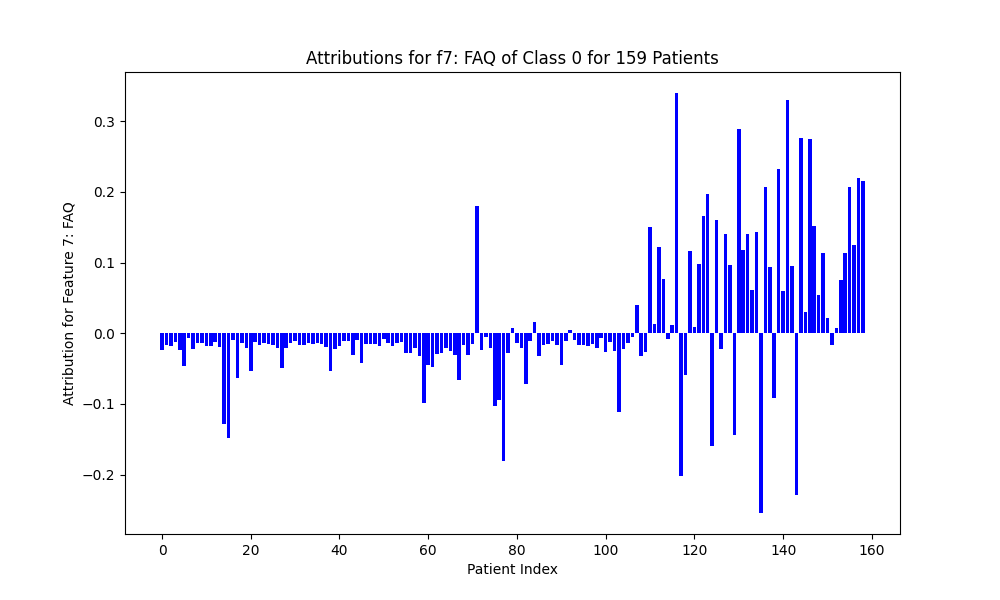 Attributions for f7: FAQ of Class 0 for 159 Patients
Attribution for Feature 7: FAQ
0.3
0.2
0.1
0.0
−0.1
−0.2
0 20 40 60 80 100 120 140 160
Patient Index